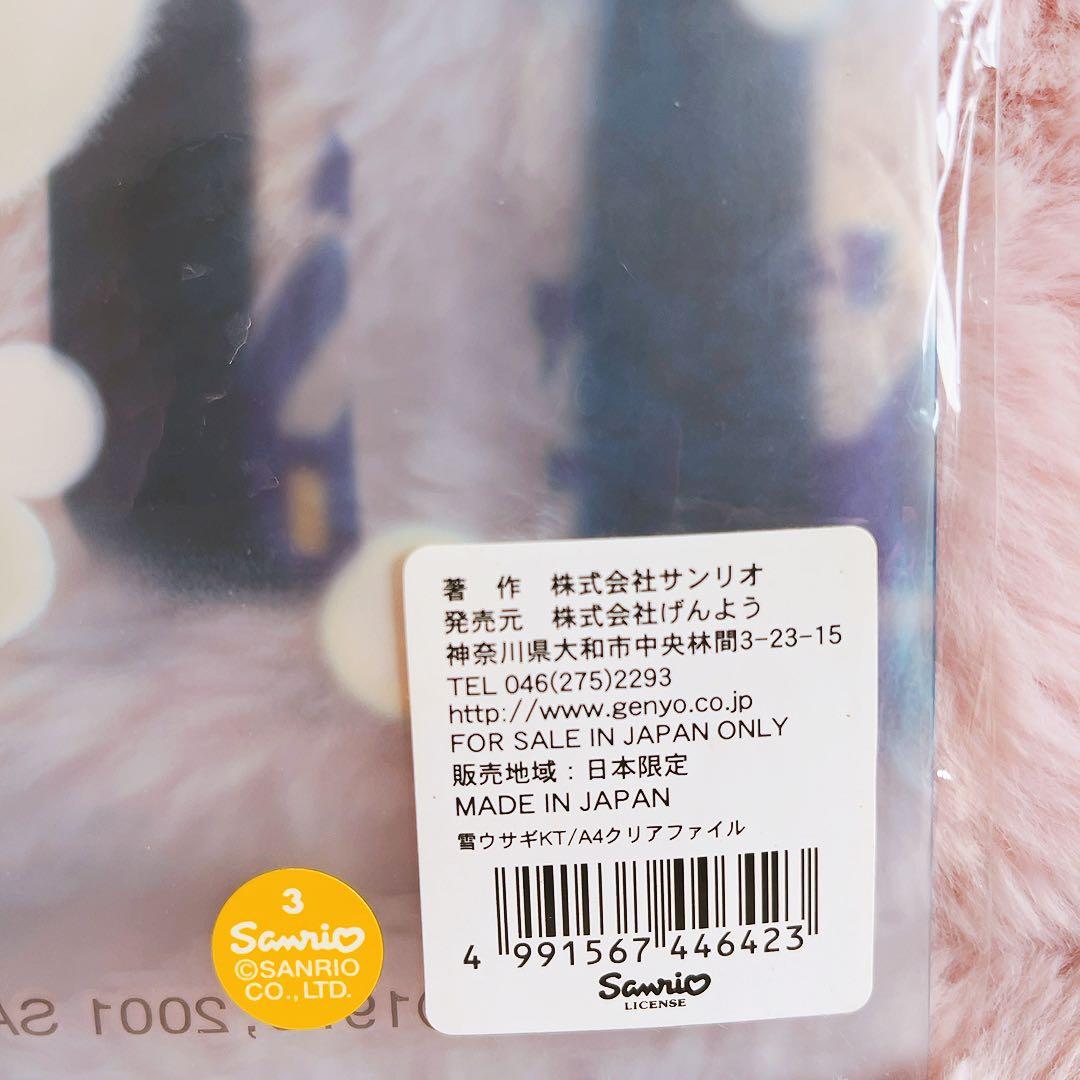 著 作 株式会社サンリオ
発売元 株式会社げんよう
神奈川県大和市中央林間3-23-15
TEL 046(275)2293
http://www.genyo.co.jp
FOR SALE IN JAPAN ONLY
販売地域:日本限定
MADE IN JAPAN
雪ウサギKT/A4クリアファイル
4 991567 446423
Sanrio
LICENSE
3
Sanrio
©SANRIO
CO., LTD.
2001 SA